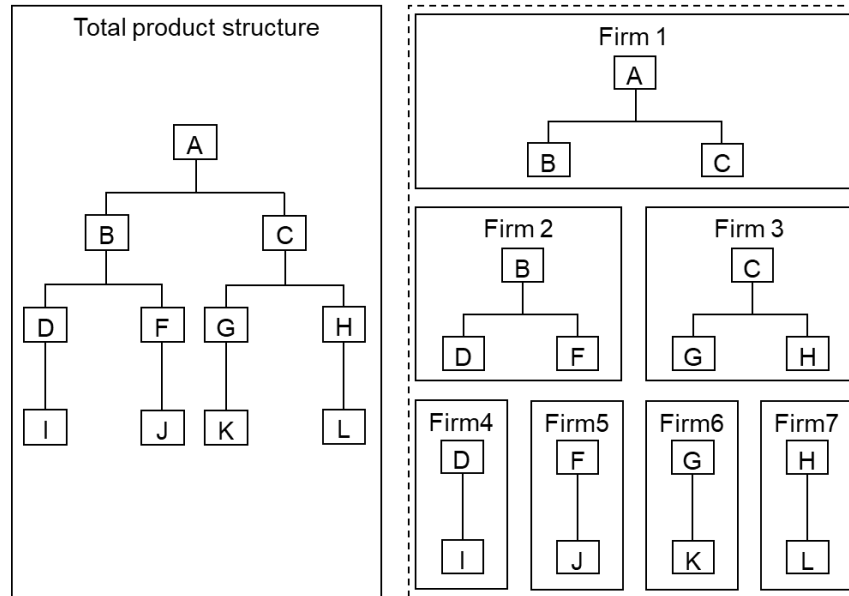 Total product structure
A
B C
D F G H
I J K L
Firm 1
A
B C
Firm 2
B
D F
Firm 3
C
G H
Firm4
D
I
Firm5
F
J
Firm6
G
K
Firm7
H
L